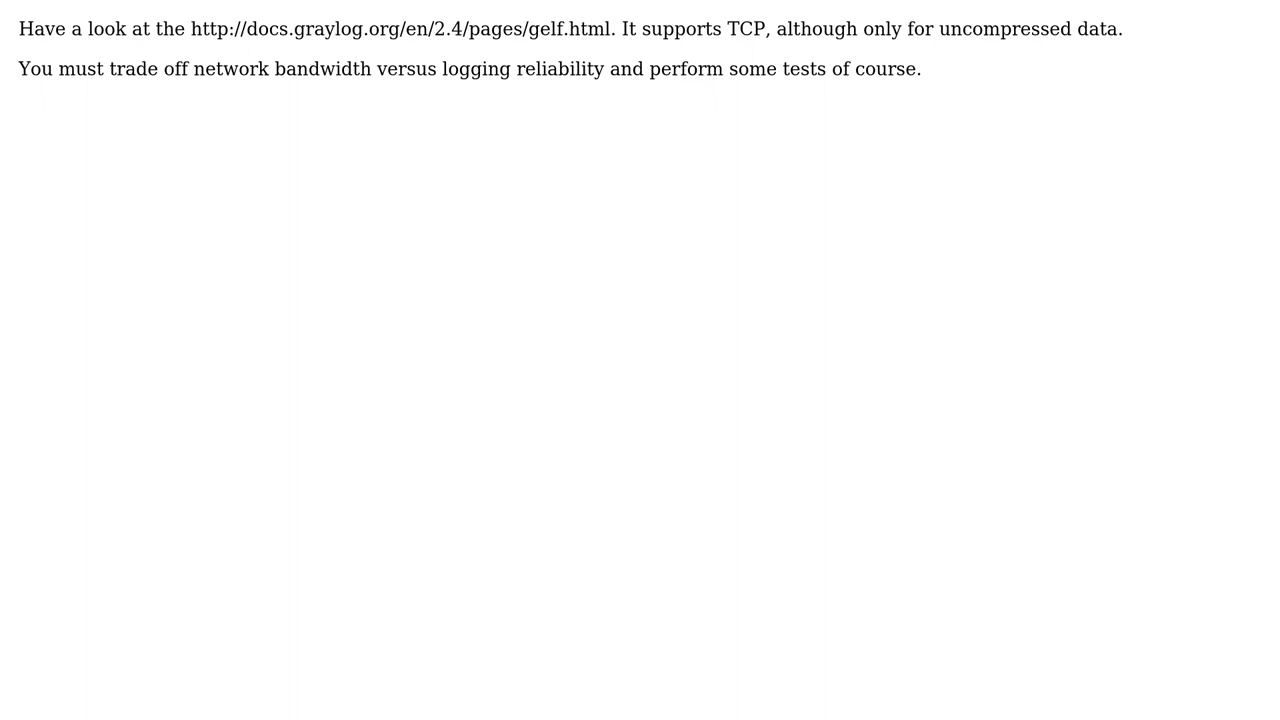 Have a look at the http://docs.graylog.org/en/2.4/pages/gelf.html. It supports TCP, although only for uncompressed data.
You must trade off network bandwidth versus logging reliability and perform some tests of course.